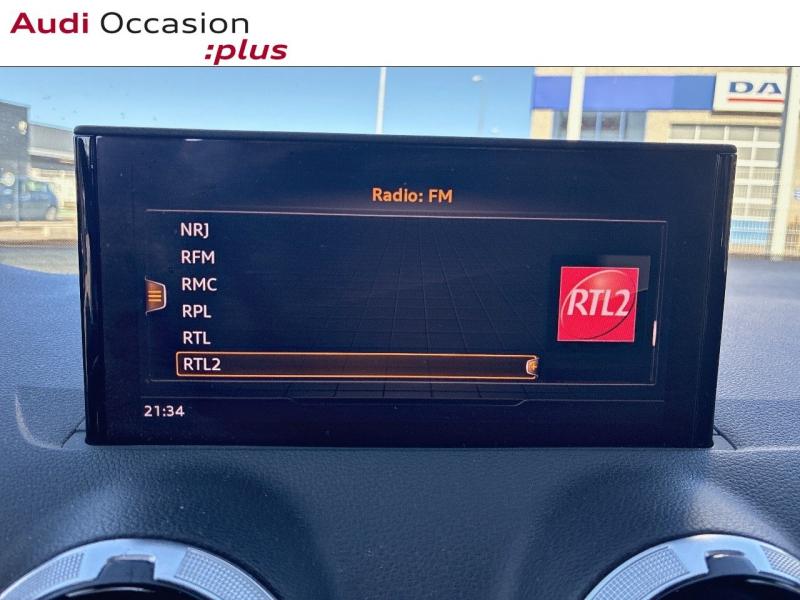 Audi Occasion
:plus
DA
Radio: FM
NRJ
RFM
RMC
RPL
RTL
RTL2
RTL2
21:34